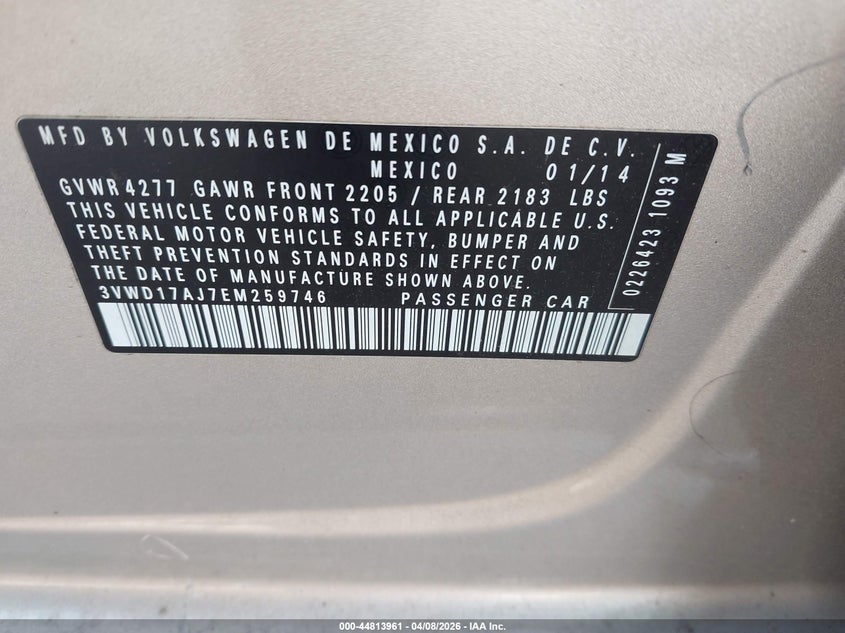 MFD BY VOLKSWAGEN DE MEXICO S.A. DE C.V.
MEXICO 01/14
GVWR 4277 GAWR FRONT 2205 / REAR 2183 LBS
THIS VEHICLE CONFORMS TO ALL APPLICABLE U.S.
FEDERAL MOTOR VEHICLE SAFETY, BUMPER AND
THEFT PREVENTION STANDARDS IN EFFECT ON
THE DATE OF MANUFACTURE SHOWN ABOVE.
3VWD17AJ7EM259746 PASSENGER CAR
0226423 1093 M
000-44813961 | 04/08/2026 | IAA Inc.